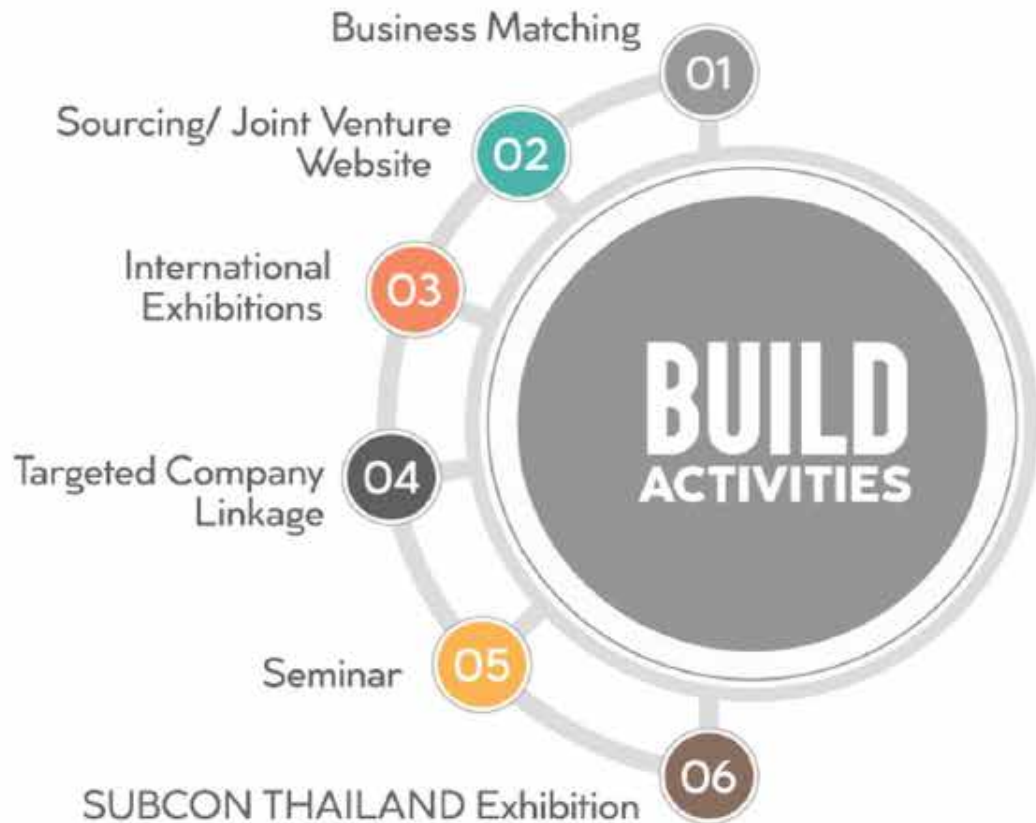 Business Matching
01
Sourcing/ Joint Venture
Website
02
International
Exhibitions
03
Targeted Company
Linkage
04
Seminar
05
SUBCON THAILAND Exhibition
06
BUILD
ACTIVITIES